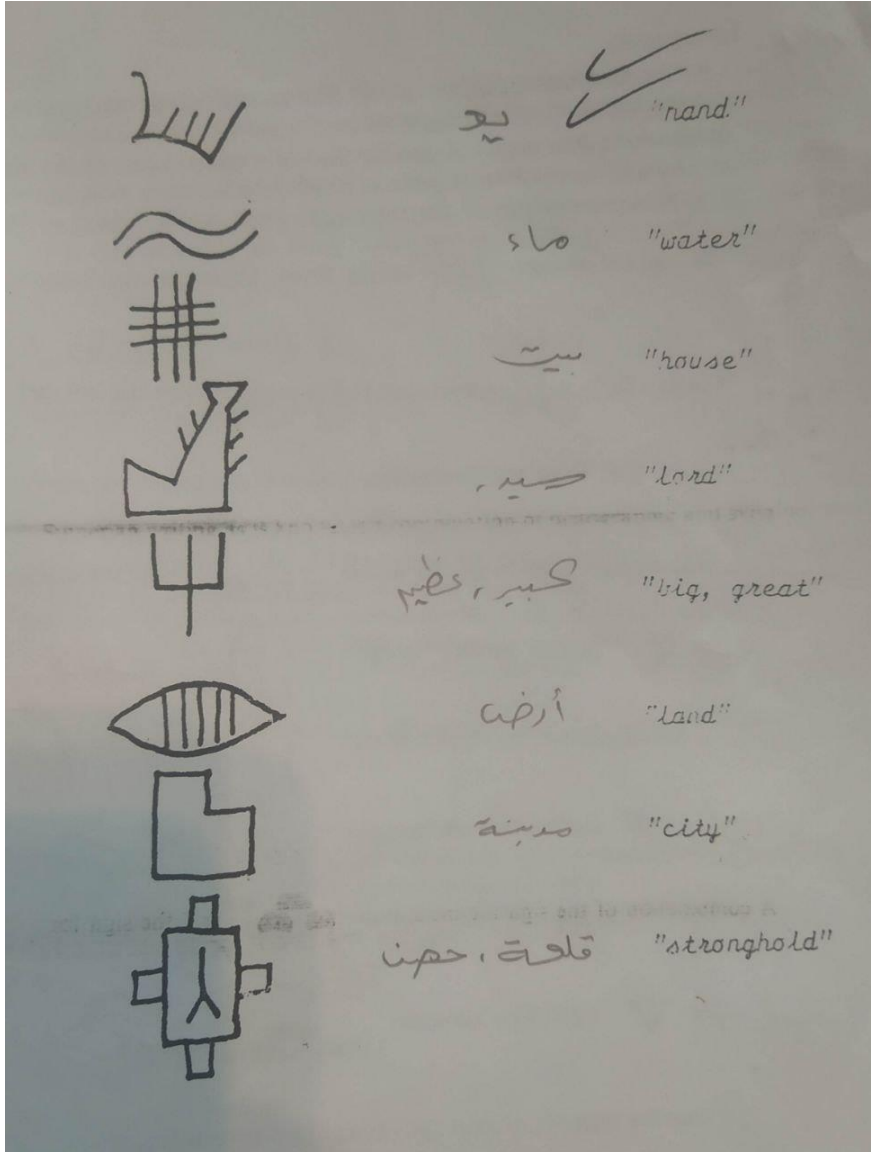 يد "hand"
ماء "water"
بيت "house"
سيد "lord"
كبير، عظيم "big, great"
أرض "land"
مدينة "city"
قلعة، حصن "stronghold"